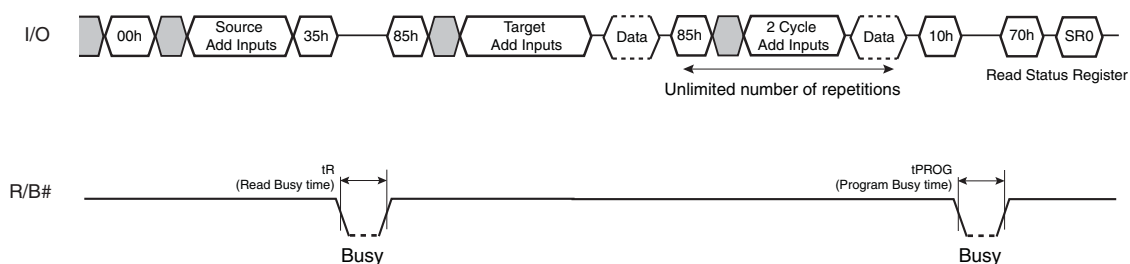 I/O
00h
Source
Add Inputs
35h
85h
Target
Add Inputs
Data
85h
2 Cycle
Add Inputs
Data
10h
70h
SR0
Unlimited number of repetitions
Read Status Register
R/B#
tR
(Read Busy time)
Busy
tPROG
(Program Busy time)
Busy